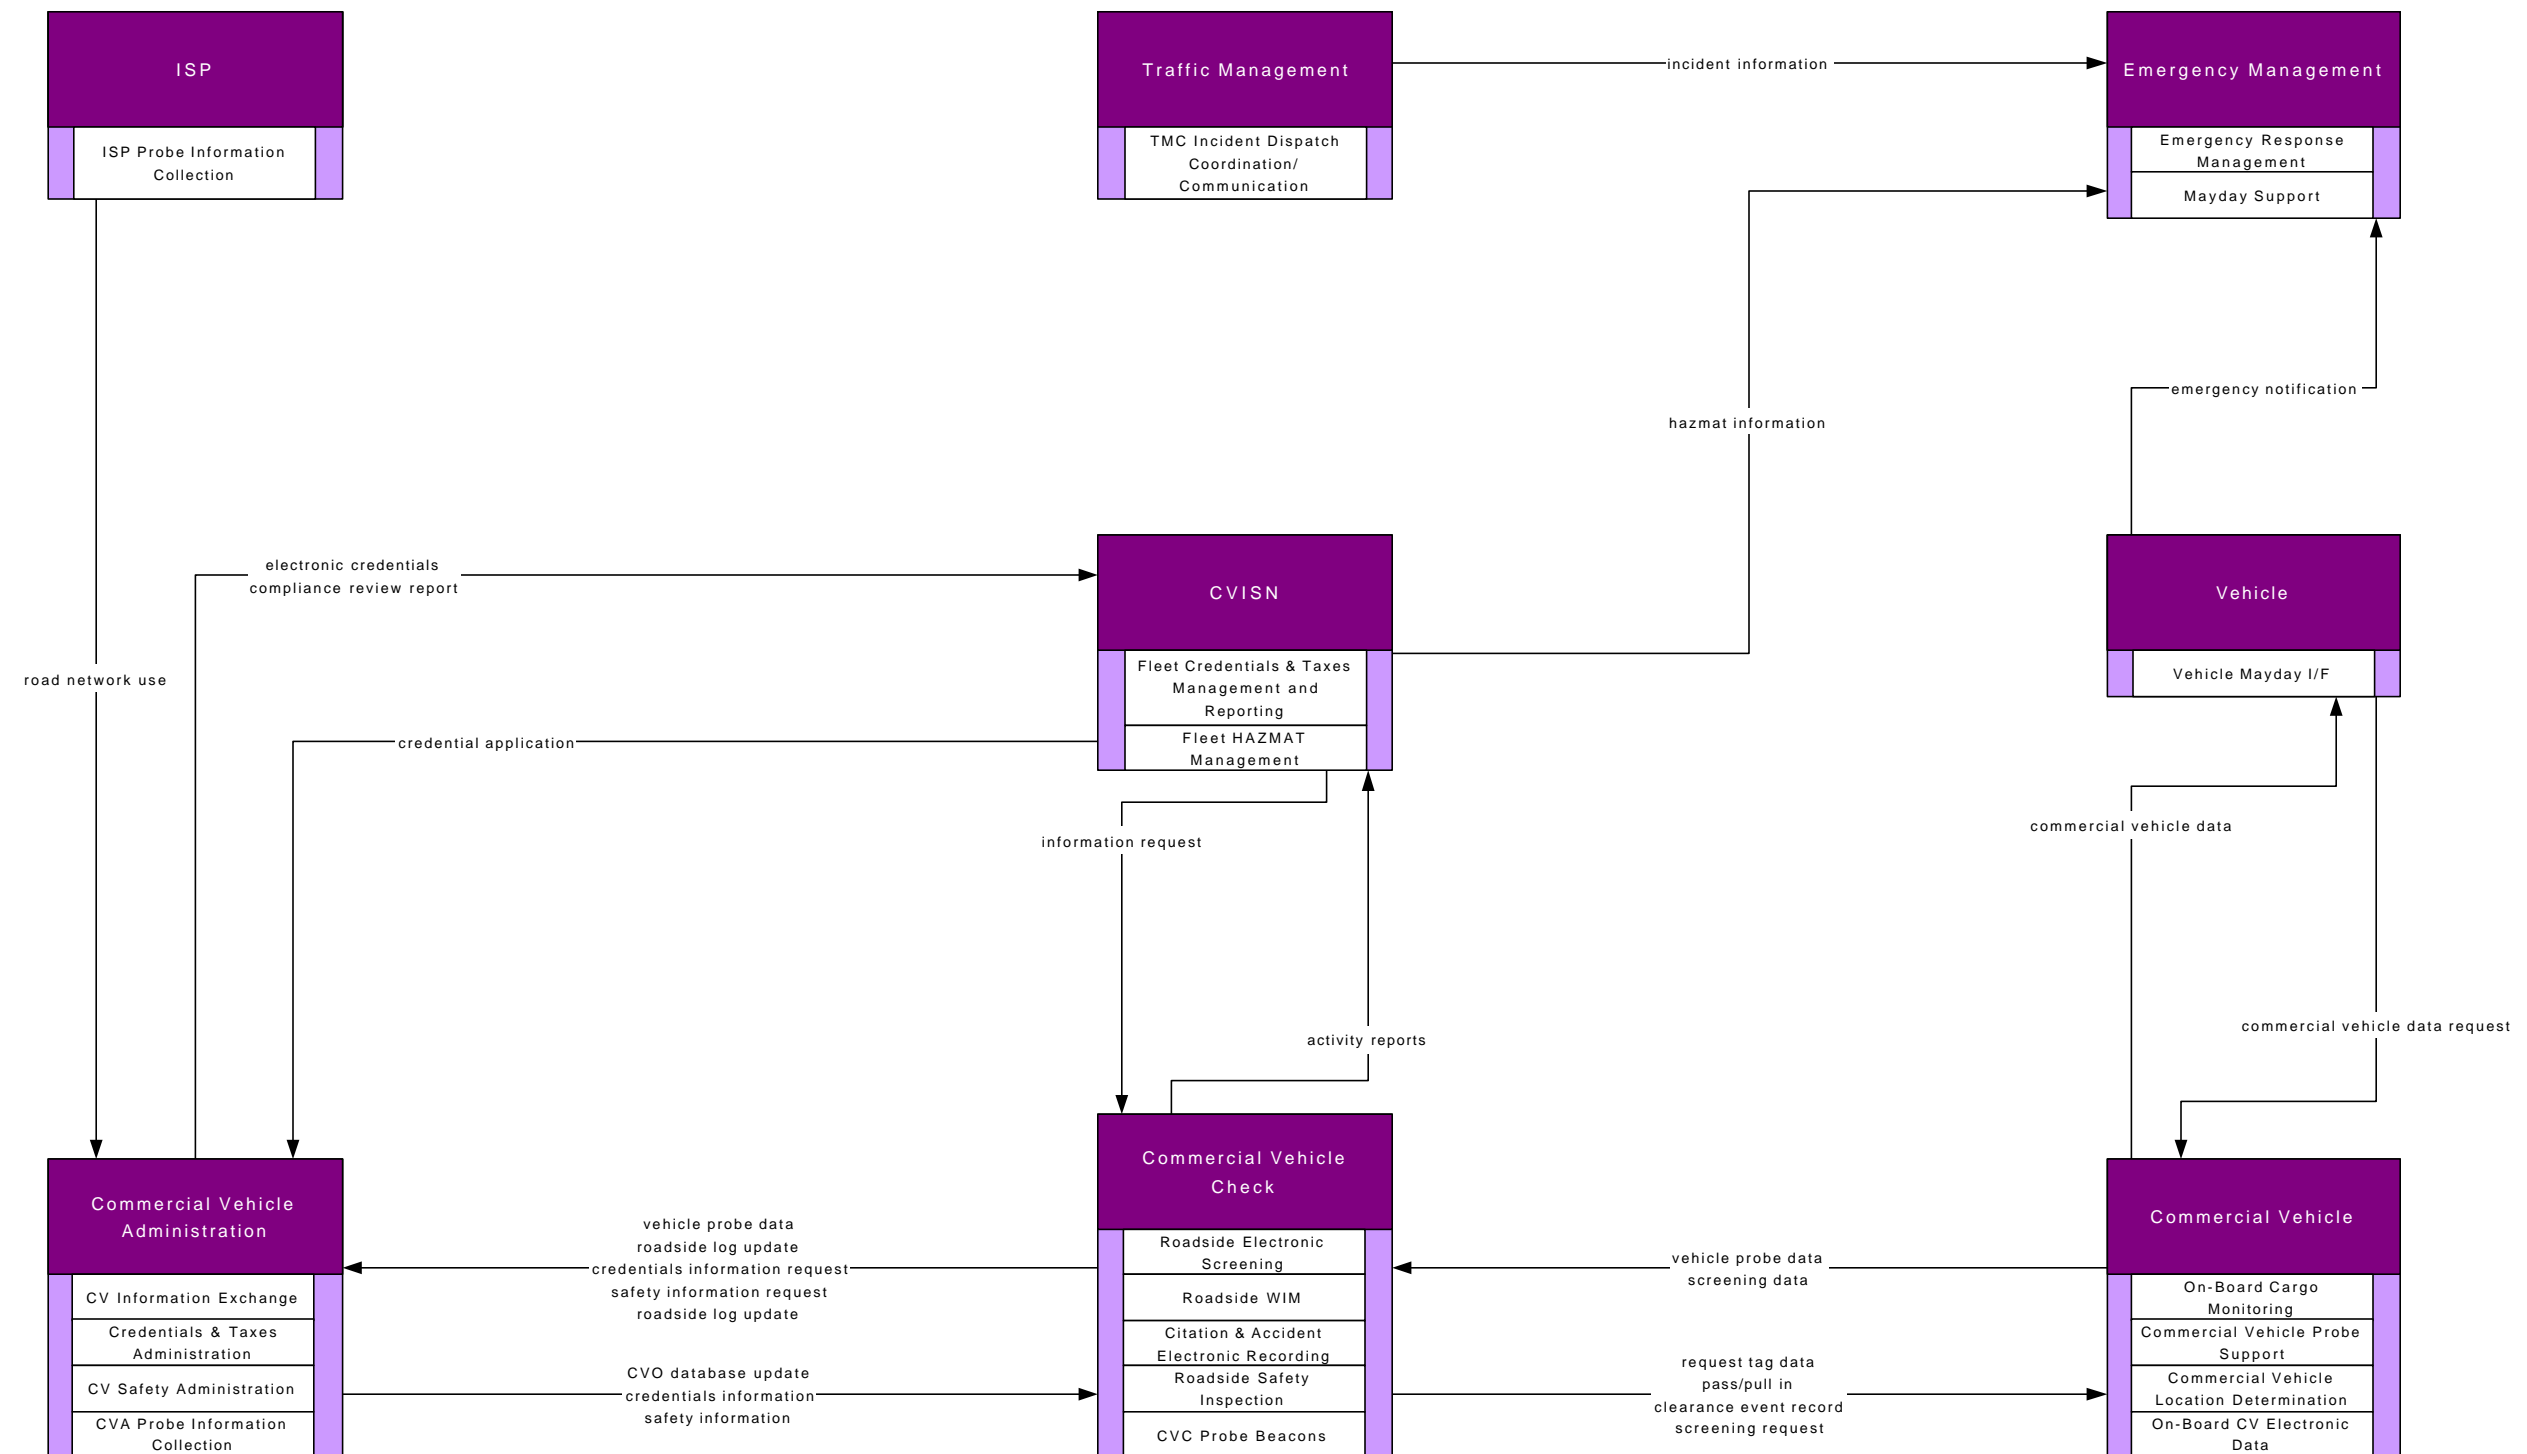 ISP
ISP Probe Information
Collection
Traffic Management
TMC Incident Dispatch
Coordination/
Communication
incident information
Emergency Management
Emergency Response
Management
Mayday Support
emergency notification
hazmat information
electronic credentials
compliance review report
CVISN
Fleet Credentials & Taxes
Management and
Reporting
Fleet HAZMAT
Management
Vehicle
Vehicle Mayday I/F
road network use
credential application
information request
commercial vehicle data
activity reports
commercial vehicle data request
Commercial Vehicle
Administration
CV Information Exchange
Credentials & Taxes
Administration
CV Safety Administration
CVA Probe Information
Collection
vehicle probe data
roadside log update
credentials information request
safety information request
roadside log update
CVO database update
credentials information
safety information
Commercial Vehicle
Check
Roadside Electronic
Screening
Roadside WIM
Citation & Accident
Electronic Recording
Roadside Safety
Inspection
CVC Probe Beacons
vehicle probe data
screening data
request tag data
pass/pull in
clearance event record
screening request
Commercial Vehicle
On-Board Cargo
Monitoring
Commercial Vehicle Probe
Support
Commercial Vehicle
Location Determination
On-Board CV Electronic
Data